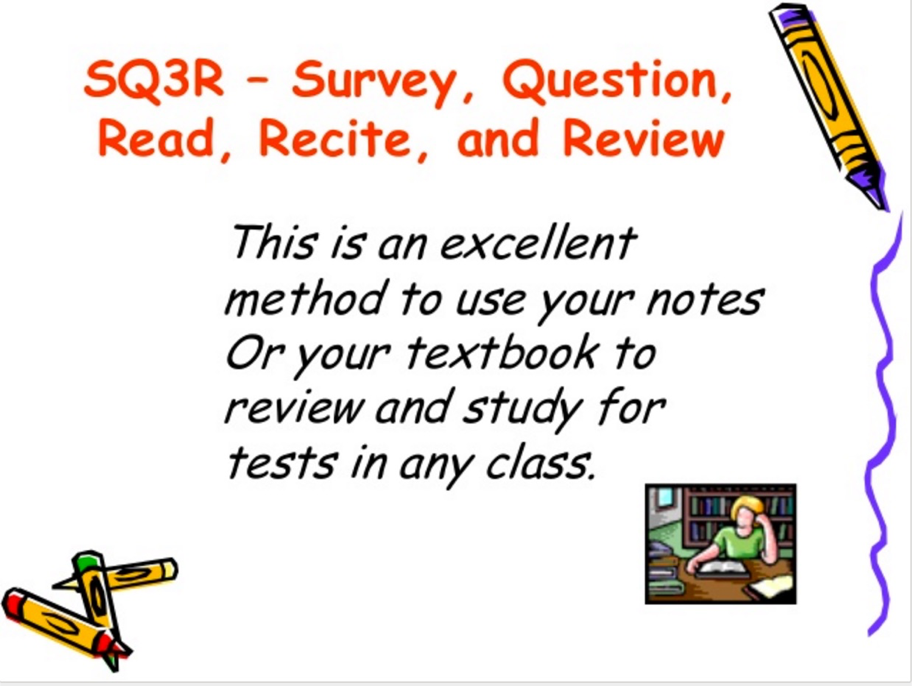 SQ3R – Survey, Question,
Read, Recite, and Review
This is an excellent
method to use your notes
Or your textbook to
review and study for
tests in any class.